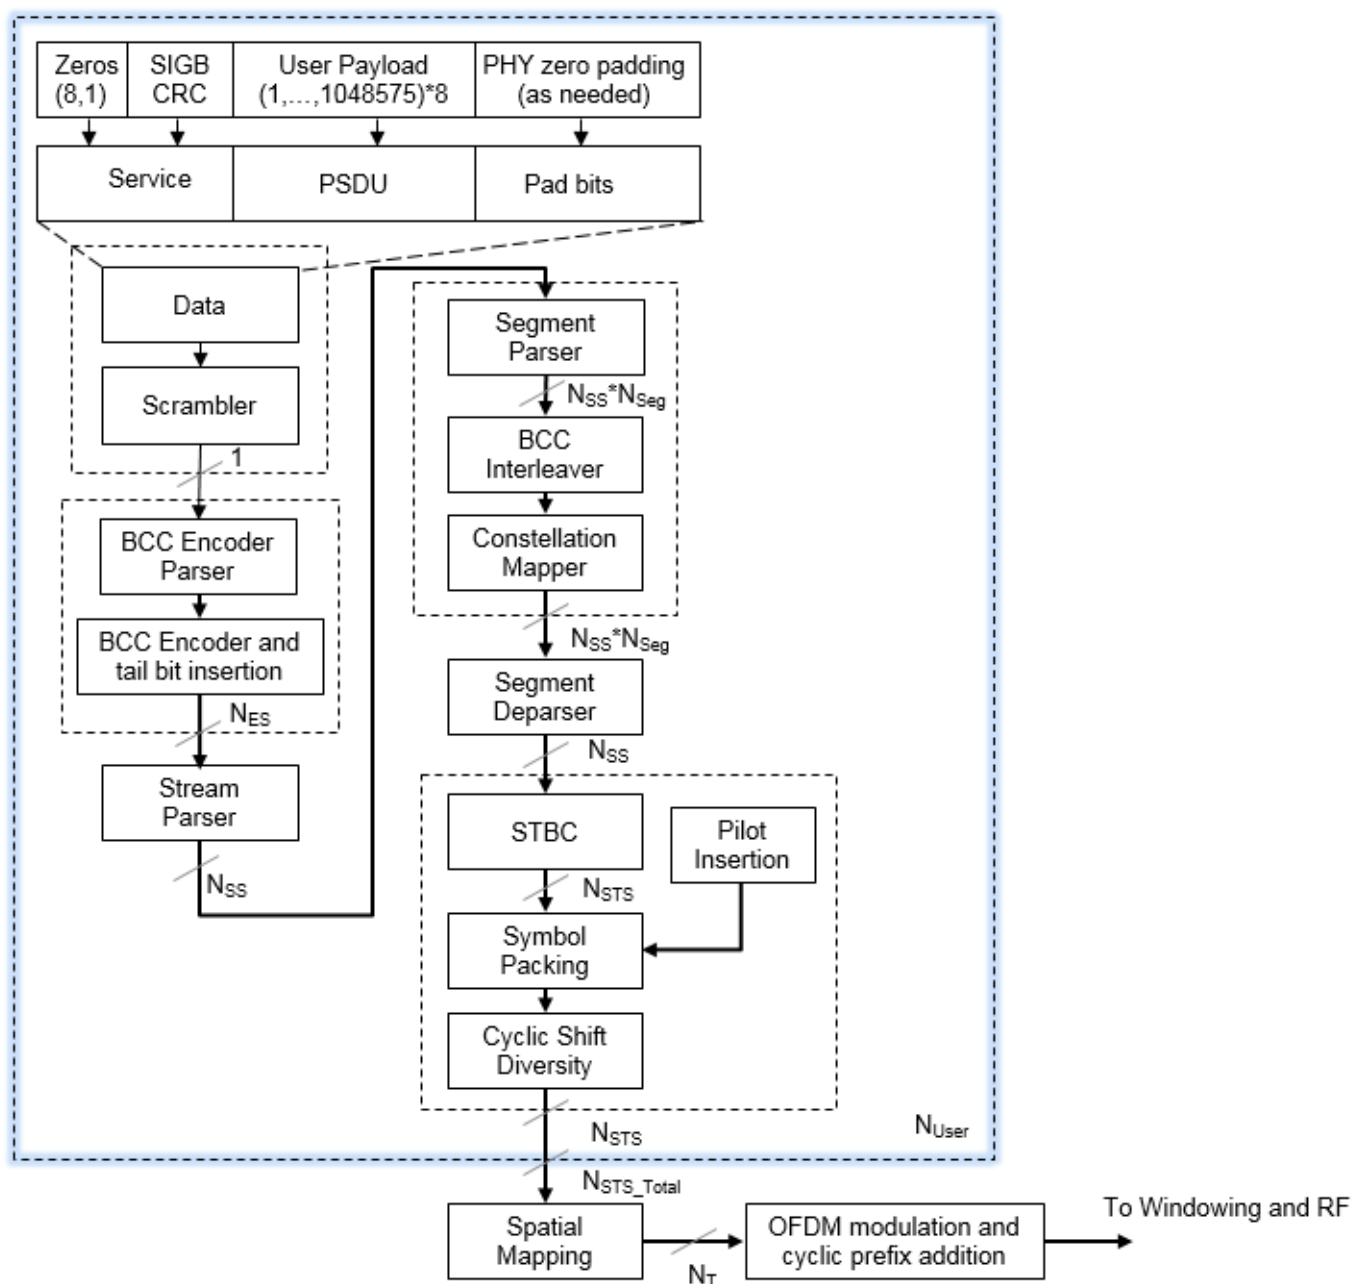 Zeros
(8,1)
SIGB
CRC
User Payload
(1,...,1048575)*8
PHY zero padding
(as needed)
Service
PSDU
Pad bits
Data
Scrambler
1
BCC Encoder
Parser
BCC Encoder and
tail bit insertion
NES
Stream
Parser
NSS
Segment
Parser
NSS*NSeg
BCC
Interleaver
Constellation
Mapper
NSS*NSeg
Segment
Deparser
NSS
STBC
Pilot
Insertion
NSTS
Symbol
Packing
Cyclic Shift
Diversity
NSTS
NUser
NSTS_Total
Spatial
Mapping
NT
OFDM modulation and
cyclic prefix addition
To Windowing and RF